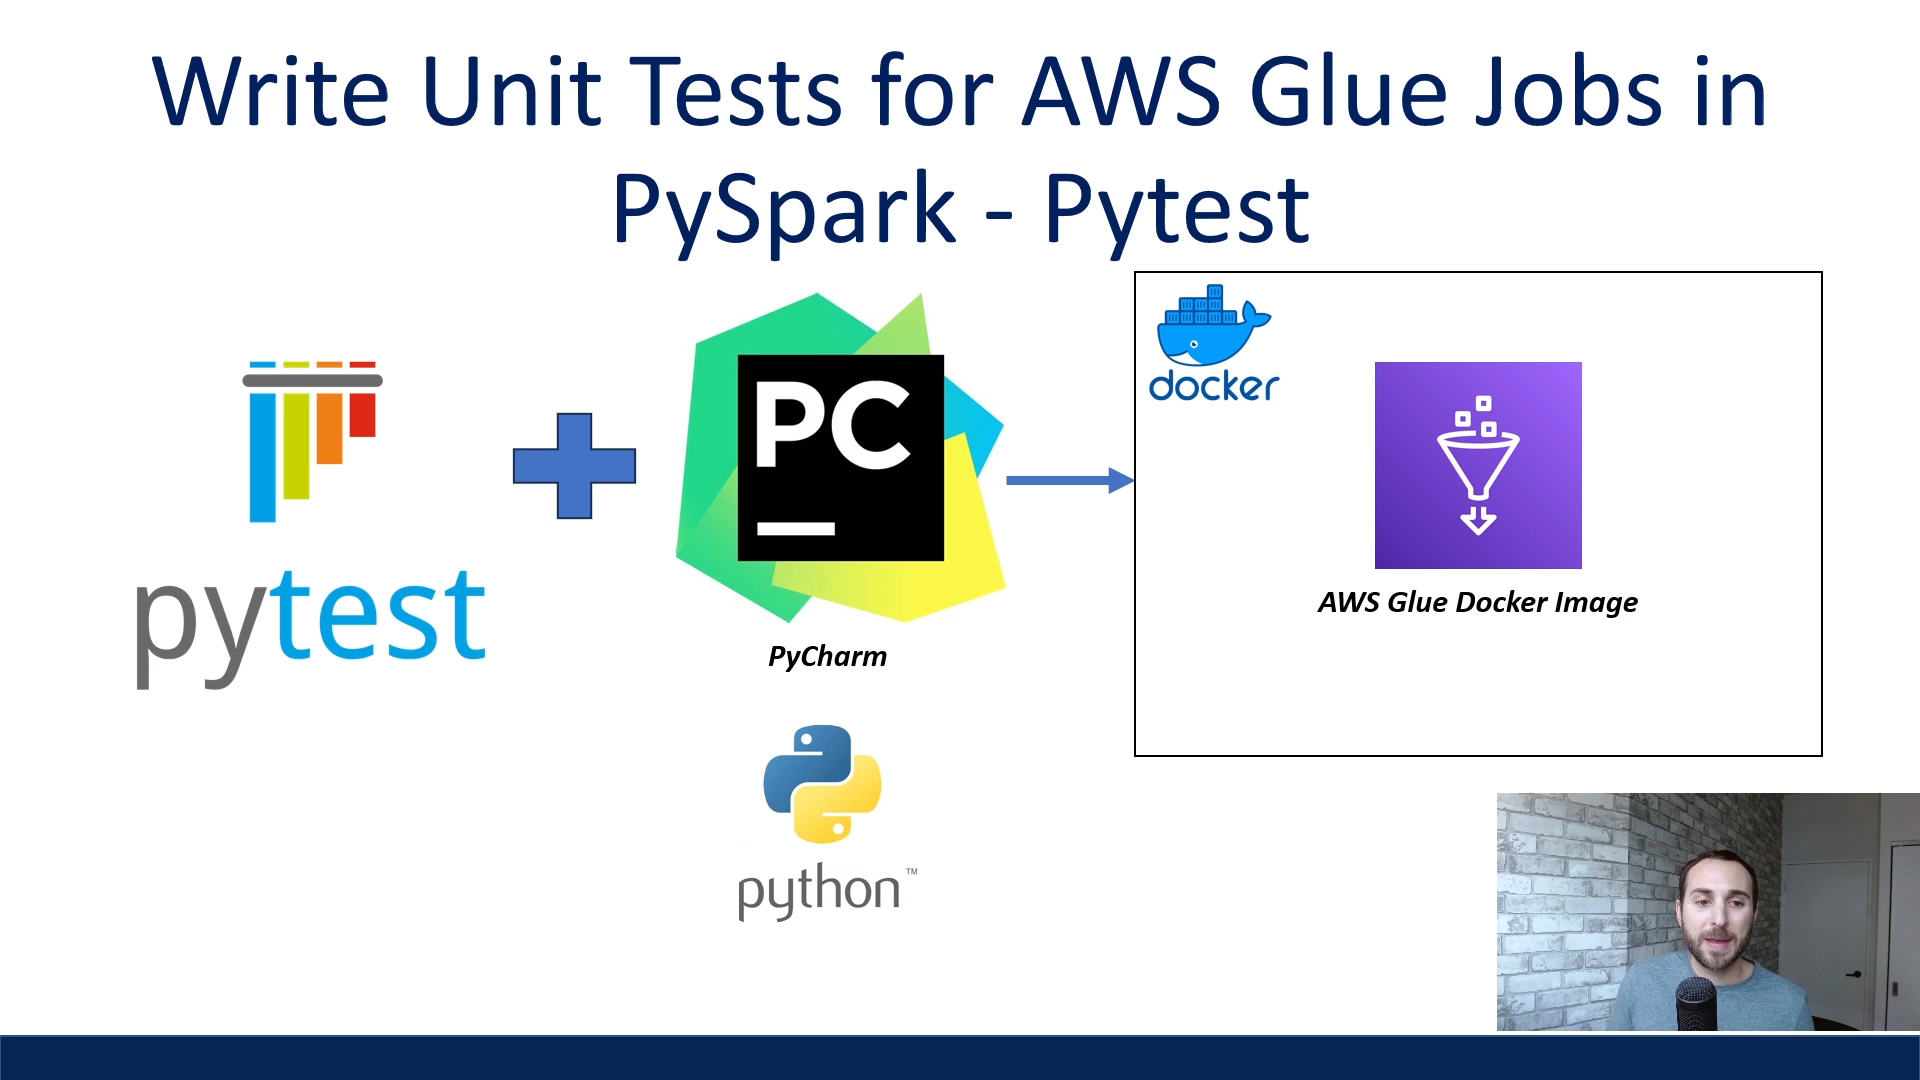 Write Unit Tests for AWS Glue Jobs in
PySpark - Pytest
pytest
PC
PyCharm
python™
docker
AWS Glue Docker Image